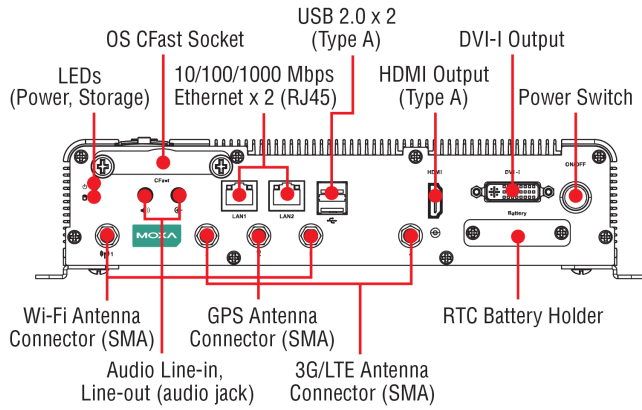 USB 2.0 x 2
(Type A)
OS CFast Socket
DVI-I Output
LEDs
(Power, Storage)
10/100/1000 Mbps
Ethernet x 2 (RJ45)
HDMI Output
(Type A)
Power Switch
CFast
HDMI
DVI-I
ON/OFF
LAN1
LAN2
Battery
MOXA
Wi-Fi Antenna
Connector (SMA)
GPS Antenna
Connector (SMA)
RTC Battery Holder
Audio Line-in,
Line-out (audio jack)
3G/LTE Antenna
Connector (SMA)